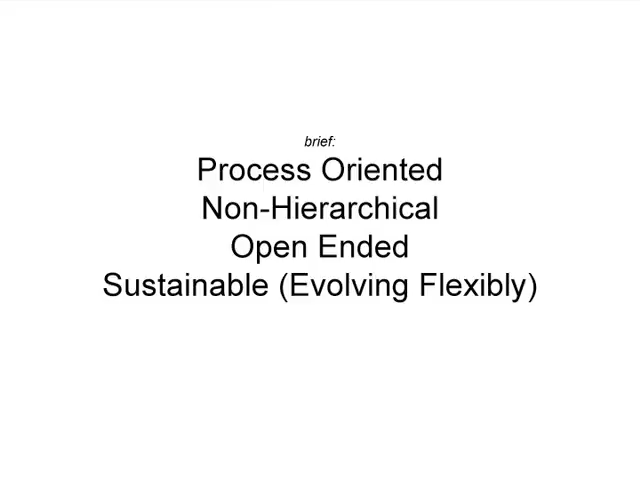 brief:
Process Oriented
Non-Hierarchical
Open Ended
Sustainable (Evolving Flexibly)